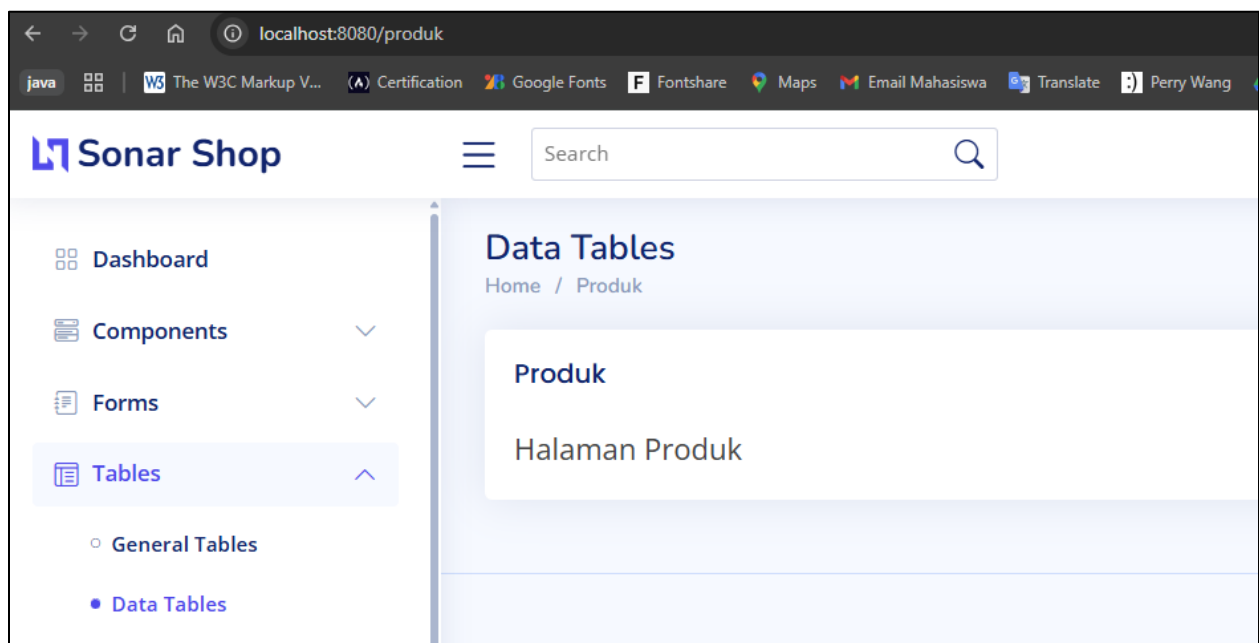 localhost:8080/produk
java The W3C Markup V... Certification Google Fonts Fontshare Maps Email Mahasiswa Translate Perry Wang
Sonar Shop
Search
Dashboard
Components
Forms
Tables
General Tables
Data Tables
Data Tables
Home / Produk
Produk
Halaman Produk